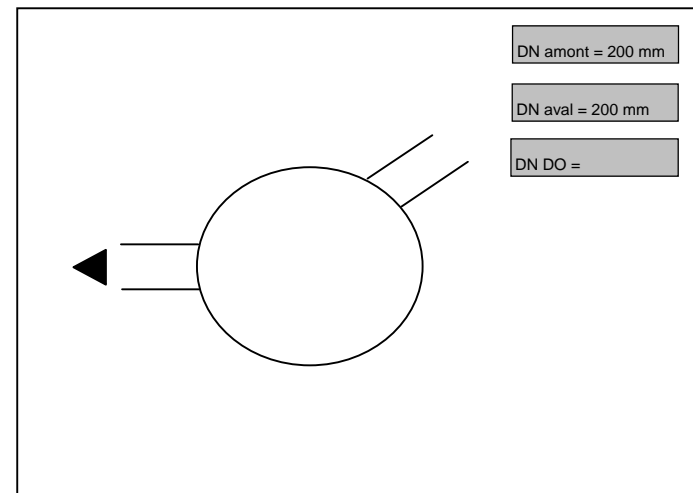 DN amont = 200 mm
DN aval = 200 mm
DN DO =